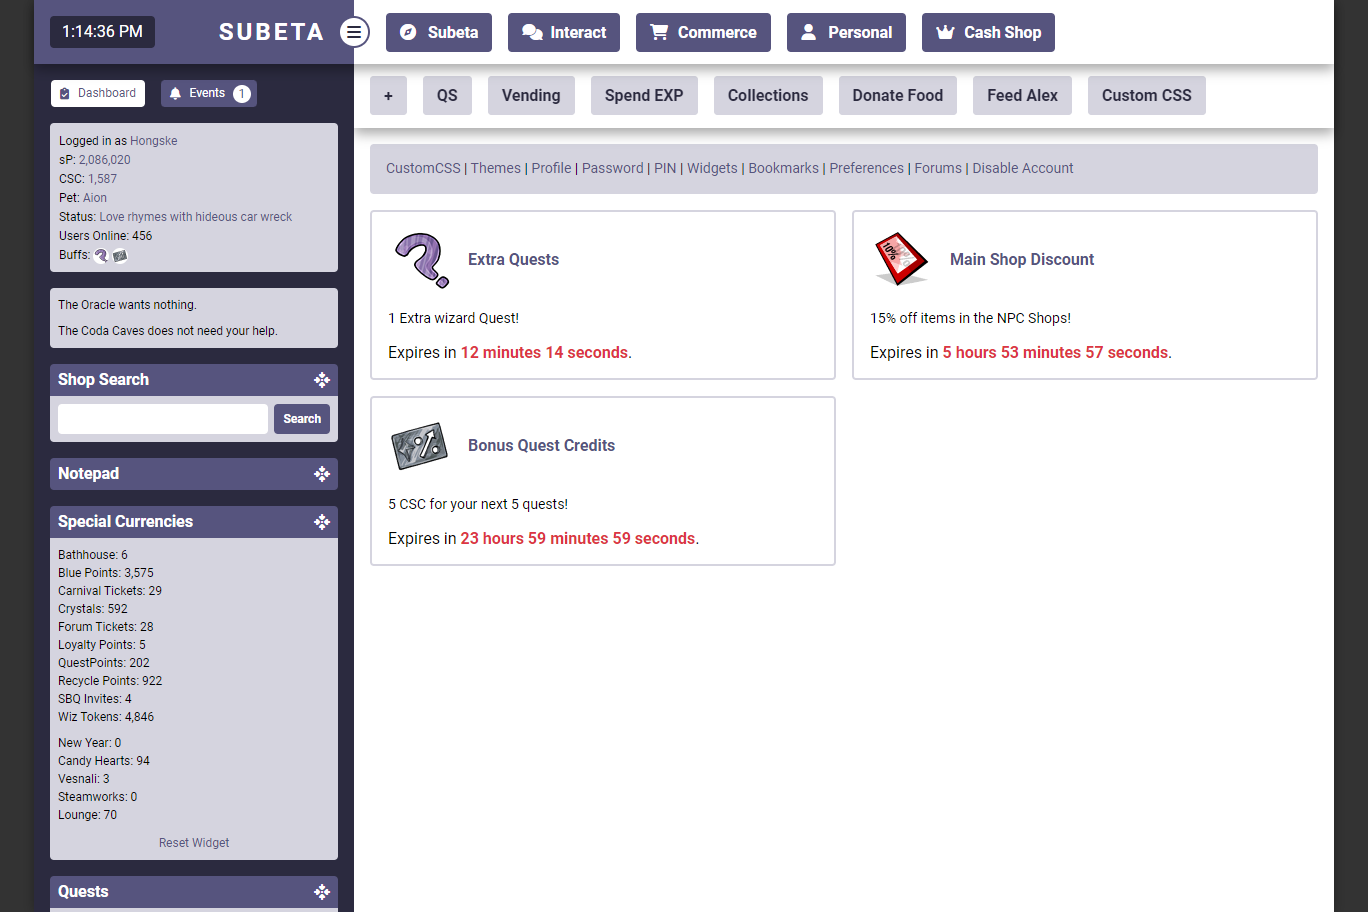 1:14:36 PM
SUBETA
Subeta
Interact
Commerce
Personal
Cash Shop
+
QS
Vending
Spend EXP
Collections
Donate Food
Feed Alex
Custom CSS
Dashboard
Events 1
Logged in as Hongske
sP: 2,086,020
CSC: 1,587
Pet: Aion
Status: Love rhymes with hideous car wreck
Users Online: 456
Buffs:
The Oracle wants nothing.
The Coda Caves does not need your help.
Shop Search
Search
Notepad
Special Currencies
Bathhouse: 6
Blue Points: 3,575
Carnival Tickets: 29
Crystals: 592
Forum Tickets: 28
Loyalty Points: 5
QuestPoints: 202
Recycle Points: 922
SBQ Invites: 4
Wiz Tokens: 4,846
New Year: 0
Candy Hearts: 94
Vesnali: 3
Steamworks: 0
Lounge: 70
Reset Widget
Quests
CustomCSS | Themes | Profile | Password | PIN | Widgets | Bookmarks | Preferences | Forums | Disable Account
Extra Quests
1 Extra wizard Quest!
Expires in 12 minutes 14 seconds.
10%
Main Shop Discount
15% off items in the NPC Shops!
Expires in 5 hours 53 minutes 57 seconds.
%
Bonus Quest Credits
5 CSC for your next 5 quests!
Expires in 23 hours 59 minutes 59 seconds.